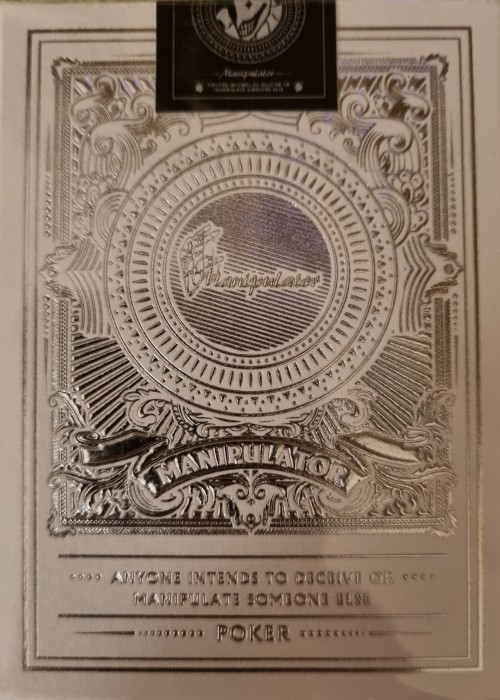 Manipulator
Manipulator
MANIPULATOR
ANYONE INTENDS TO DECEIVE OR
MANIPULATE SOMEONE ELSE
POKER